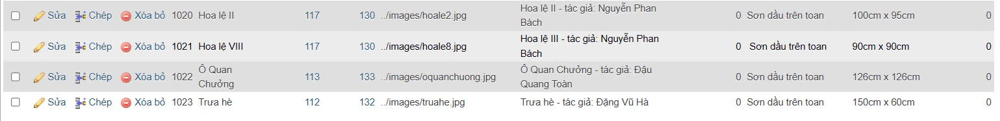 Sửa Chép Xóa bỏ 1020 Hoa lệ II 117 130 ../images/hoale2.jpg Hoa lệ II - tác giả: Nguyễn Phan Bách 0 Sơn dầu trên toan 100cm x 95cm 0
Sửa Chép Xóa bỏ 1021 Hoa lệ VIII 117 130 ../images/hoale8.jpg Hoa lệ III - tác giả: Nguyễn Phan Bách 0 Sơn dầu trên toan 90cm x 90cm 0
Sửa Chép Xóa bỏ 1022 Ô Quan Chưởng 113 133 ../images/oquanchuong.jpg Ô Quan Chưởng - tác giả: Đậu Quang Toàn 0 Sơn dầu trên toan 126cm x 126cm 0
Sửa Chép Xóa bỏ 1023 Trưa hè 112 132 ../images/truahe.jpg Trưa hè - tác giả: Đặng Vũ Hà 0 Sơn dầu trên toan 150cm x 60cm 0